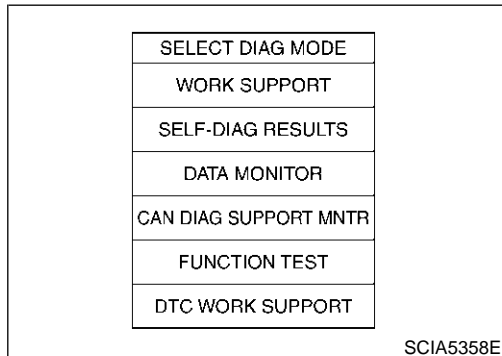 SELECT DIAG MODE
WORK SUPPORT
SELF-DIAG RESULTS
DATA MONITOR
CAN DIAG SUPPORT MNTR
FUNCTION TEST
DTC WORK SUPPORT
SCIA5358E